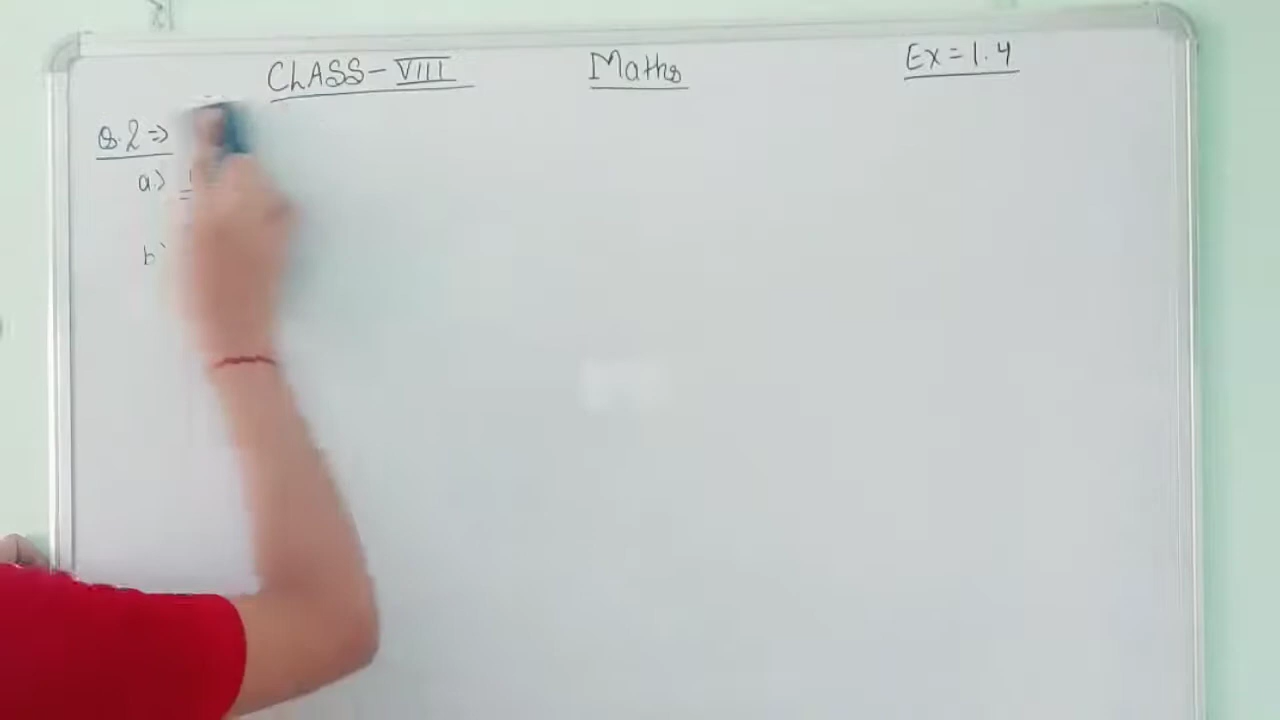 CLASS-VIII Maths Ex = 1.4
Q.2 =>
a)
b)